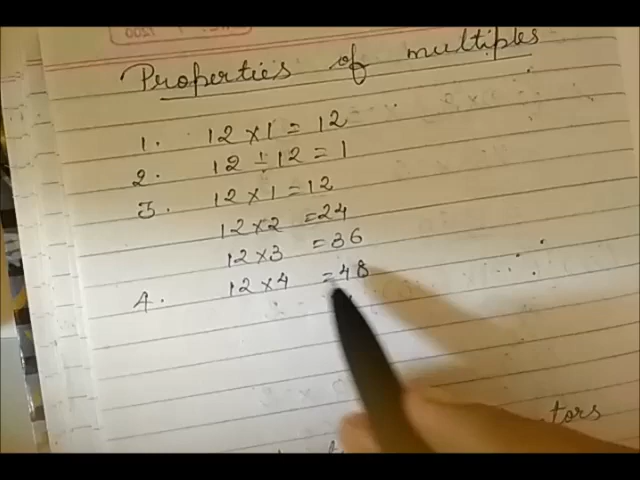 Properties of multiples
1. 12 × 1 = 12
2. 12 ÷ 12 = 1
3. 12 × 1 = 12
12 × 2 = 24
12 × 3 = 36
4. 12 × 4 = 48